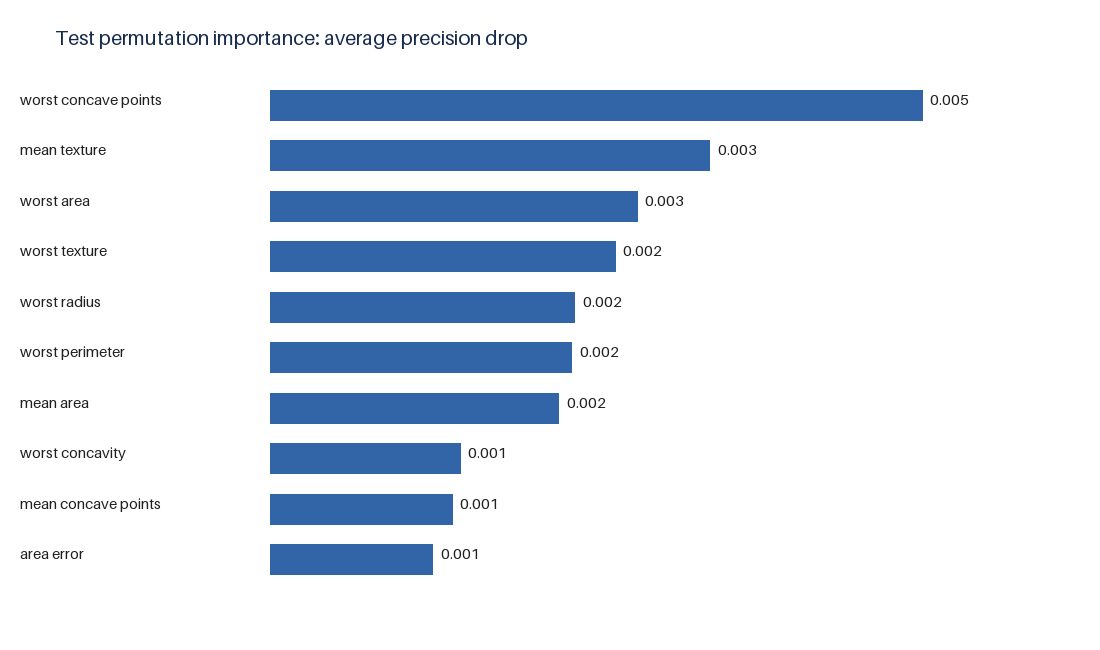 Test permutation importance: average precision drop
worst concave points 0.005
mean texture 0.003
worst area 0.003
worst texture 0.002
worst radius 0.002
worst perimeter 0.002
mean area 0.002
worst concavity 0.001
mean concave points 0.001
area error 0.001